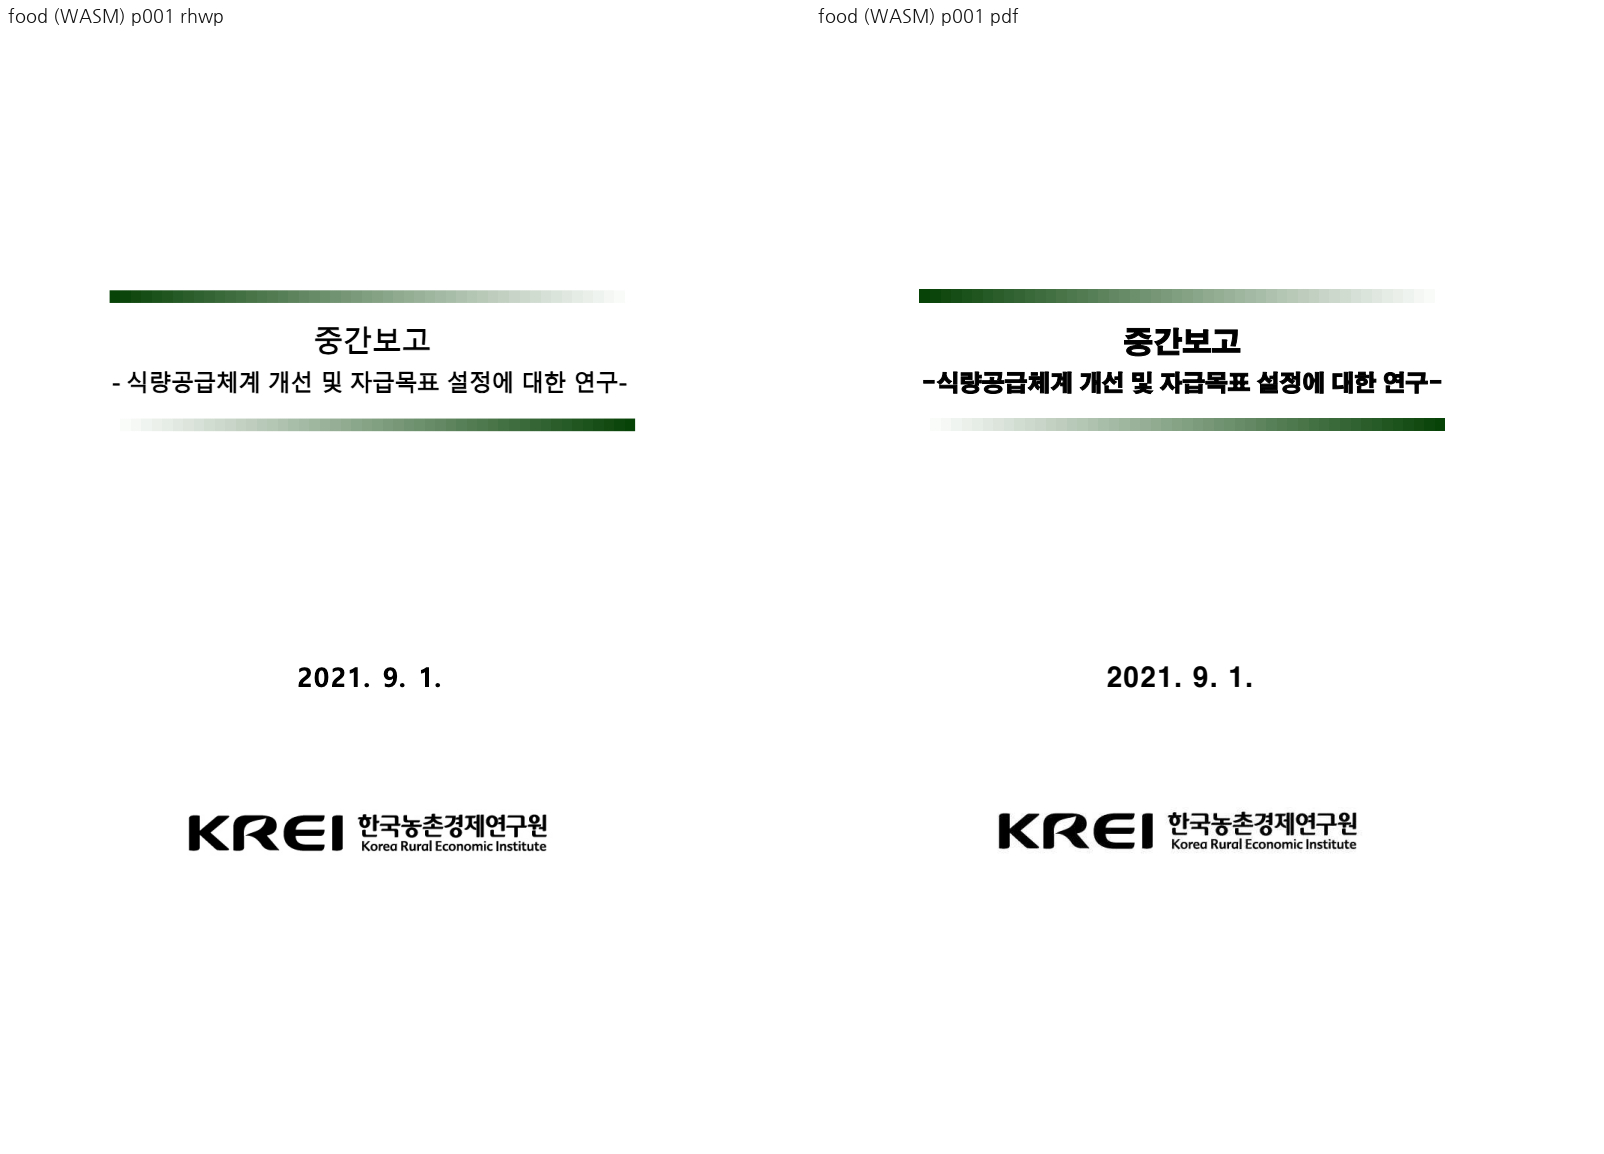 food (WASM) p001 rhwp
중간보고
- 식량공급체계 개선 및 자급목표 설정에 대한 연구-
2021. 9. 1.
KREI 한국농촌경제연구원
Korea Rural Economic Institute
food (WASM) p001 pdf
중간보고
-식량공급체계 개선 및 자급목표 설정에 대한 연구-
2021. 9. 1.
KREI 한국농촌경제연구원
Korea Rural Economic Institute